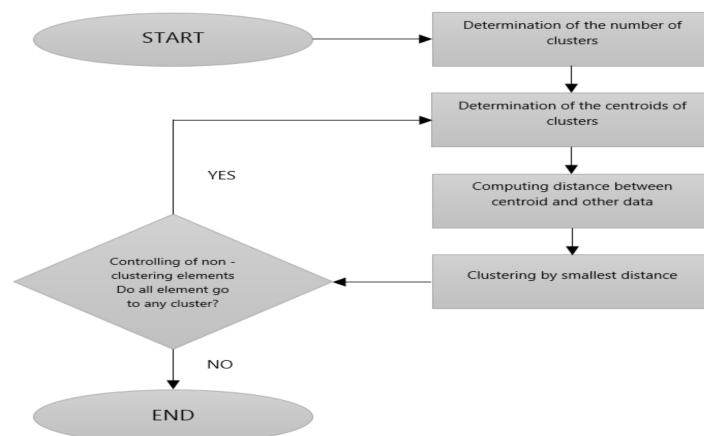 START
Determination of the number of
clusters
Determination of the centroids of
clusters
YES
Computing distance between
centroid and other data
Controlling of non -
clustering elements
Do all element go
to any cluster?
Clustering by smallest distance
NO
END